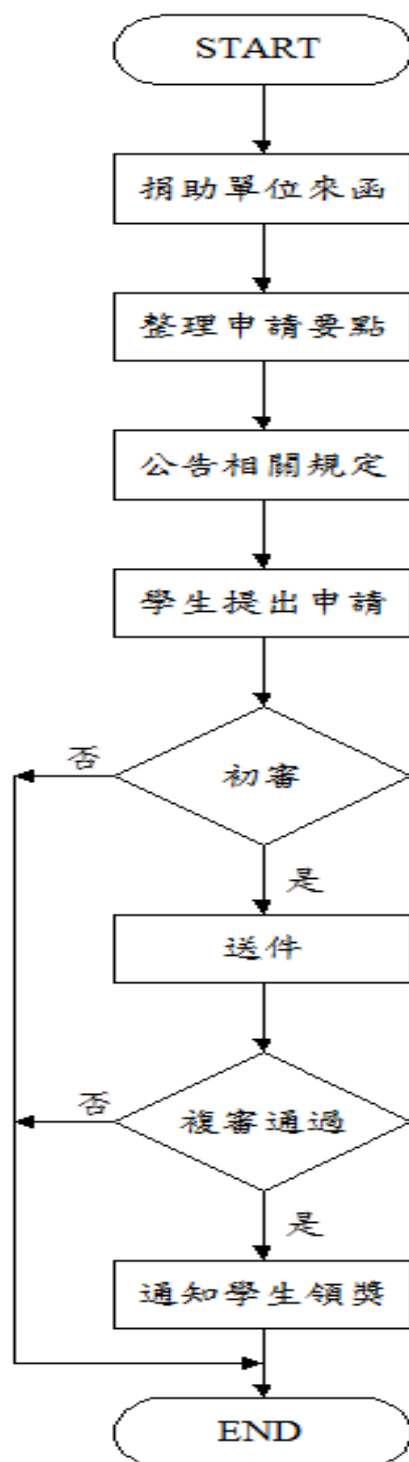 START
捐助單位來函
整理申請要點
公告相關規定
學生提出申請
否
初審
是
送件
否
複審通過
是
通知學生領獎
END